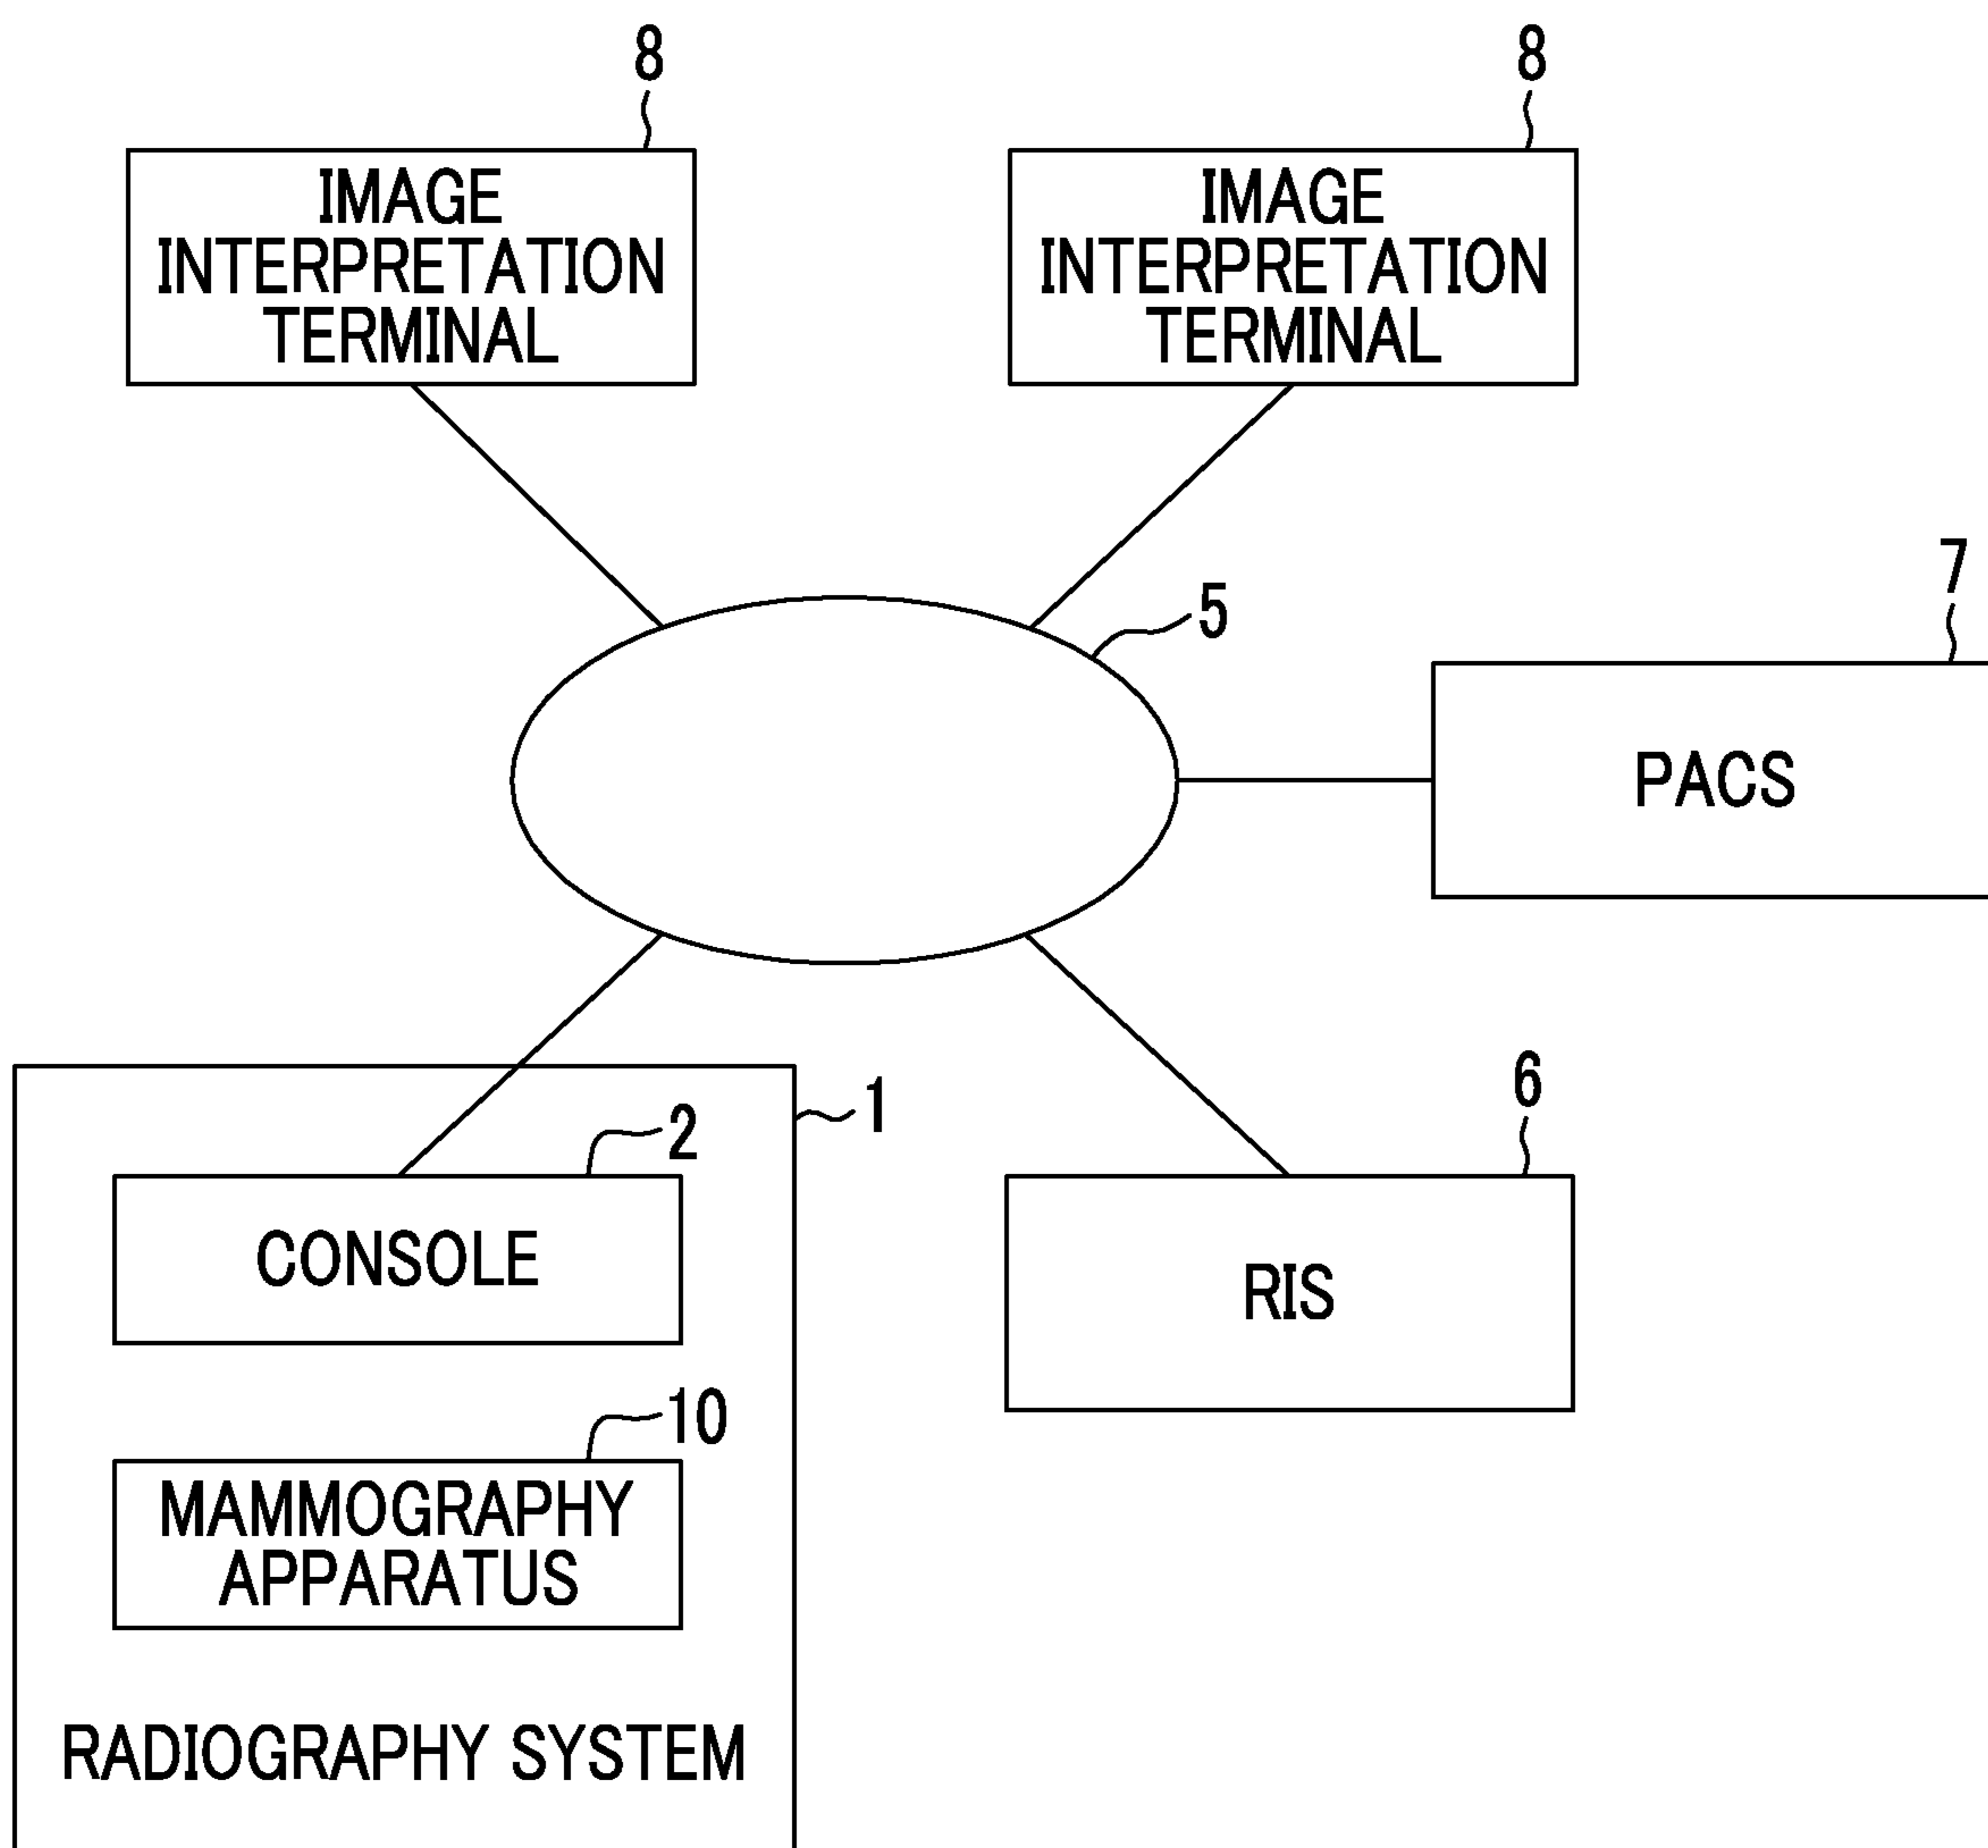 8
IMAGE
INTERPRETATION
TERMINAL
8
IMAGE
INTERPRETATION
TERMINAL
5
7
PACS
1
2
CONSOLE
10
MAMMOGRAPHY
APPARATUS
RADIOGRAPHY SYSTEM
6
RIS